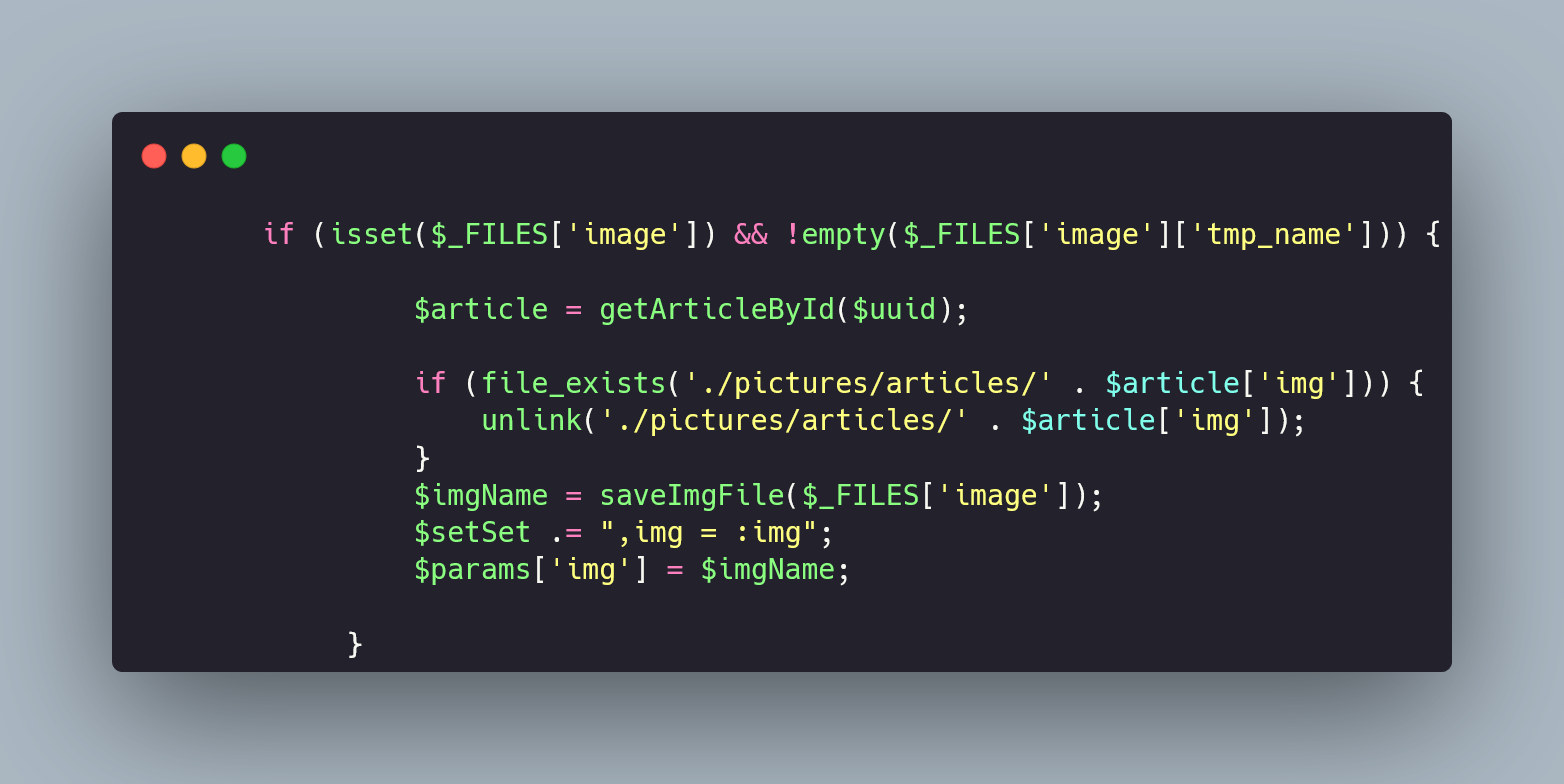 if (isset($_FILES['image']) && !empty($_FILES['image']['tmp_name'])) {
$article = getArticleById($uuid);
if (file_exists('./pictures/articles/' . $article['img'])) {
unlink('./pictures/articles/' . $article['img']);
}
$imgName = saveImgFile($_FILES['image']);
$setSet .= ",img = :img";
$params['img'] = $imgName;
}